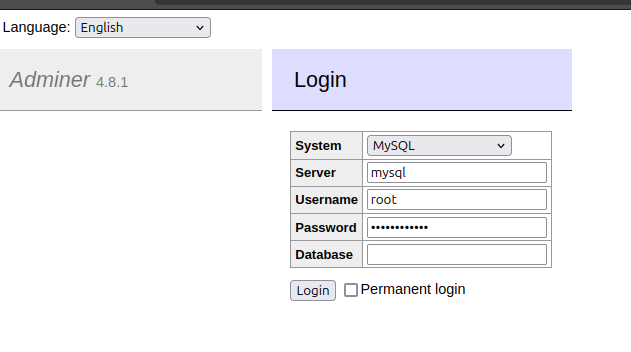 Language: English
Adminer 4.8.1
Login
System MySQL
Server mysql
Username root
Password ••••••••••••
Database
Login Permanent login